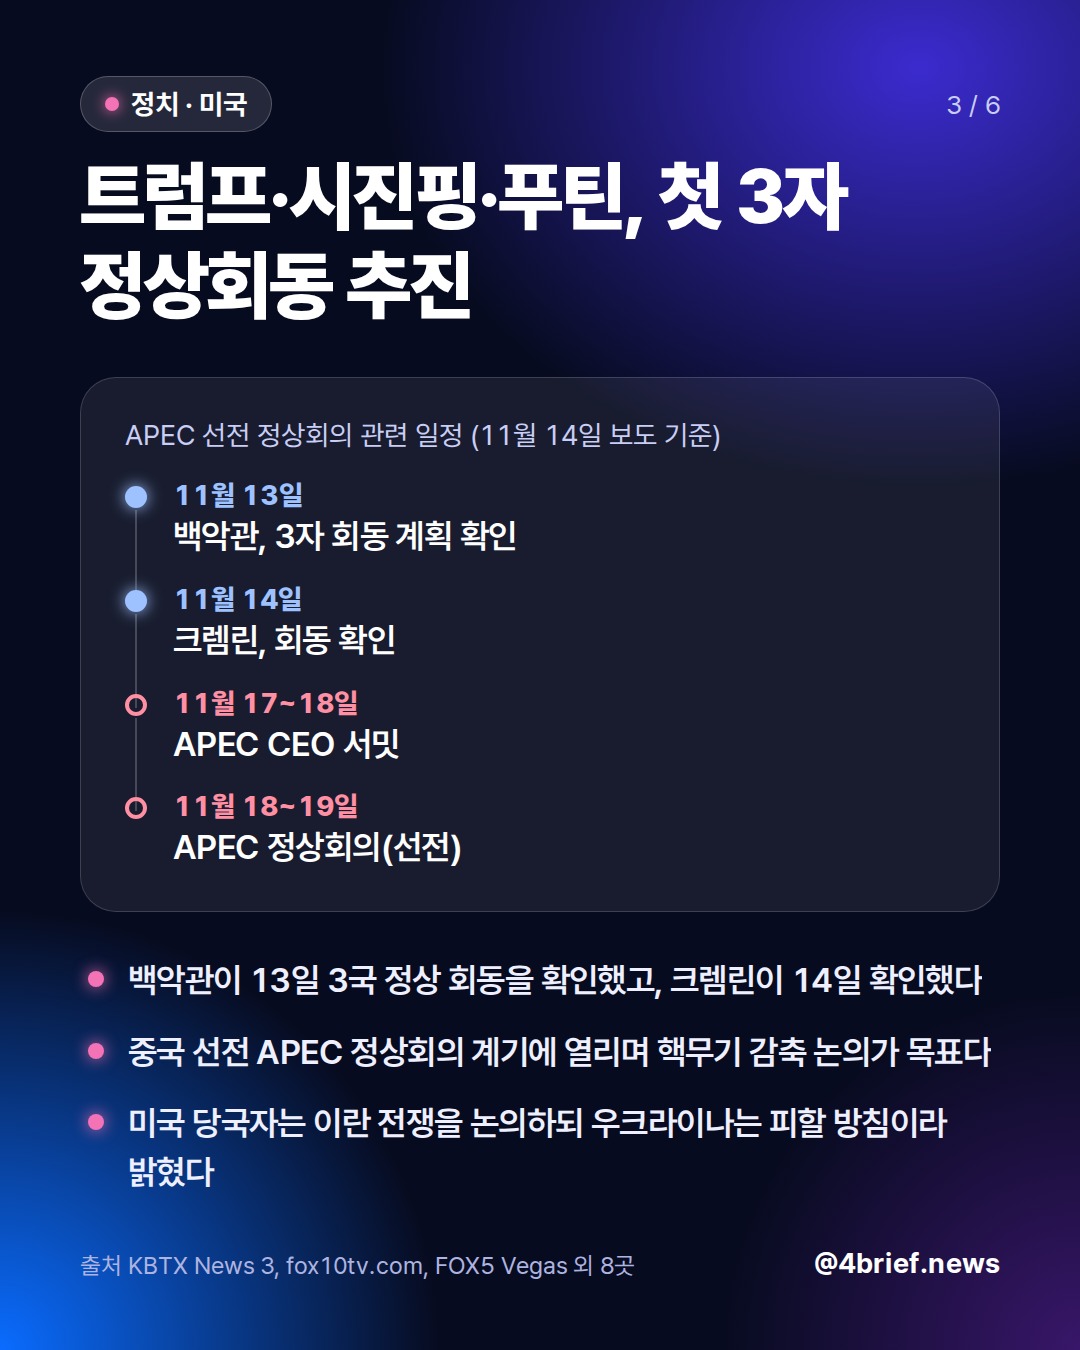 정치 · 미국
3 / 6
트럼프·시진핑·푸틴, 첫 3자
정상회동 추진
APEC 선전 정상회의 관련 일정 (11월 14일 보도 기준)
11월 13일
백악관, 3자 회동 계획 확인
11월 14일
크렘린, 회동 확인
11월 17~18일
APEC CEO 서밋
11월 18~19일
APEC 정상회의(선전)
백악관이 13일 3국 정상 회동을 확인했고, 크렘린이 14일 확인했다
중국 선전 APEC 정상회의 계기에 열리며 핵무기 감축 논의가 목표다
미국 당국자는 이란 전쟁을 논의하되 우크라이나는 피할 방침이라
밝혔다
출처 KBTX News 3, fox10tv.com, FOX5 Vegas 외 8곳
@4brief.news